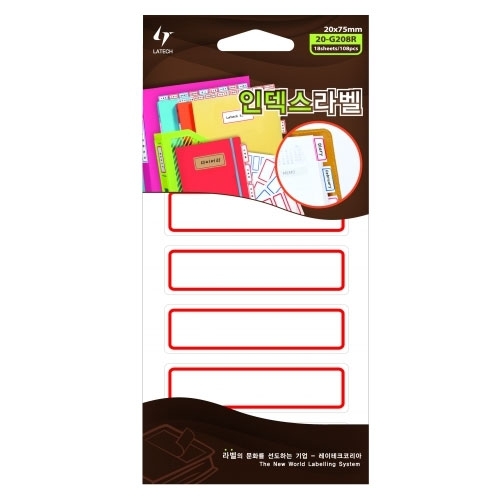 LATECH
20x75mm
20-G208R
18sheets/108pcs
인덱스라벨
라벨의 문화를 선도하는 기업 - 레이테크코리아
The New World Labelling System